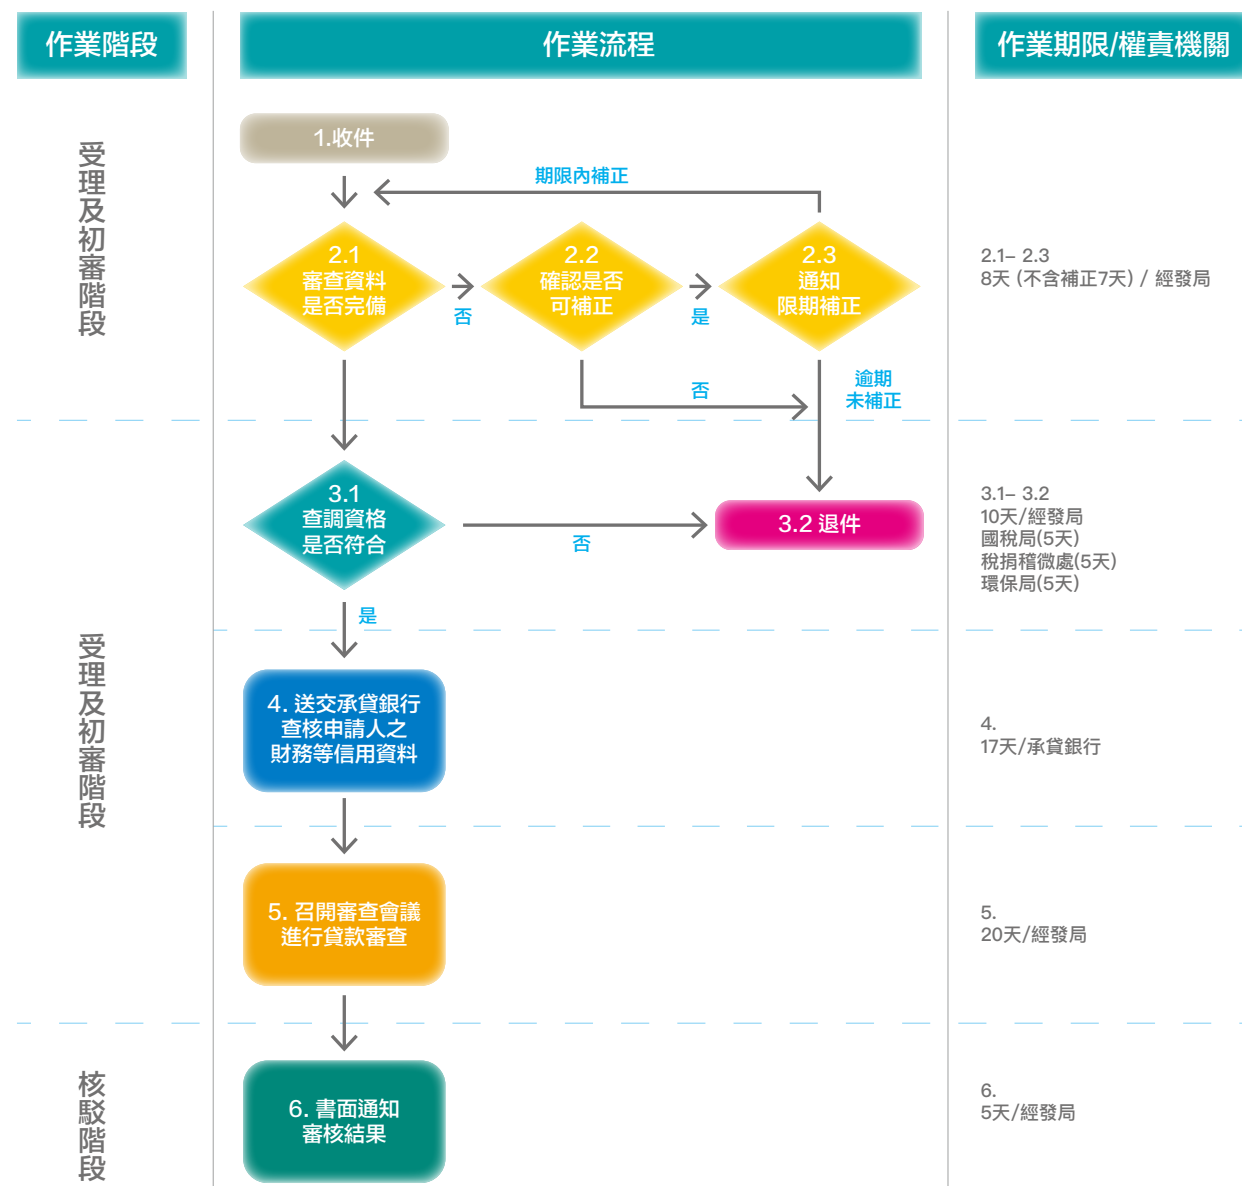 作業階段
作業流程
作業期限/權責機關
受理及初審階段
1.收件
期限內補正
2.1
審查資料
是否完備
否
2.2
確認是否
可補正
是
2.3
通知
限期補正
否
逾期
未補正
2.1– 2.3
8天 (不含補正7天) / 經發局
受理及初審階段
3.1
查調資格
是否符合
否
3.2 退件
是
3.1– 3.2
10天/經發局
國稅局(5天)
稅捐稽微處(5天)
環保局(5天)
4. 送交承貸銀行
查核申請人之
財務等信用資料
4.
17天/承貸銀行
5. 召開審查會議
進行貸款審查
5.
20天/經發局
核駁階段
6. 書面通知
審核結果
6.
5天/經發局